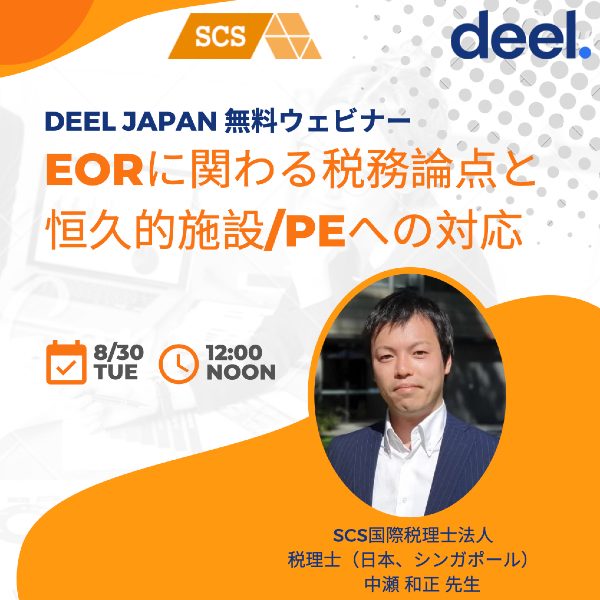 SCS
deel.
DEEL JAPAN 無料ウェビナー
EORに関わる税務論点と
恒久的施設/PEへの対応
8/30
TUE
12:00
NOON
SCS国際税理士法人
税理士（日本、シンガポール）
中瀬 和正 先生